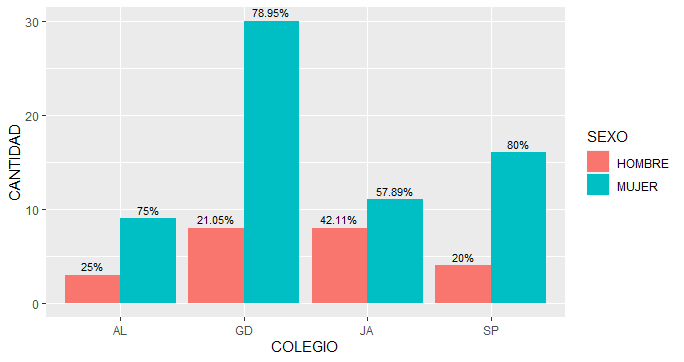 CANTIDAD
30
20
10
0
25%
75%
21.05%
78.95%
42.11%
57.89%
20%
80%
AL
GD
JA
SP
COLEGIO
SEXO
HOMBRE
MUJER